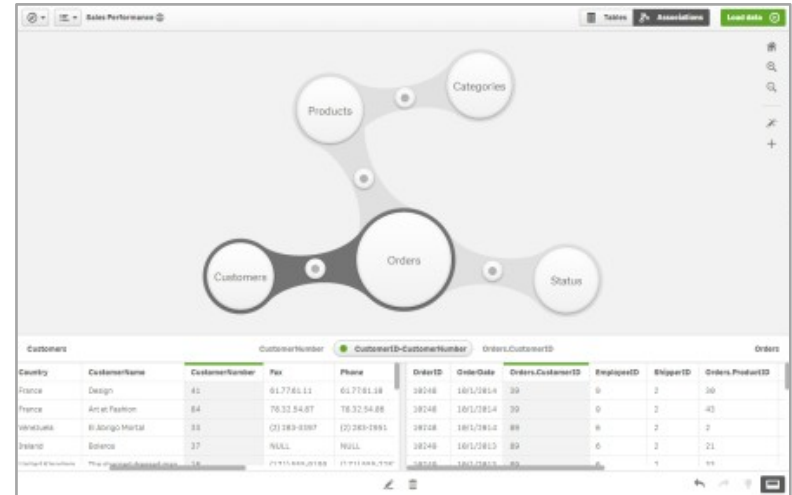 Sales Performance
Tables
Associations
Load data
Categories
Products
Orders
Customers
Status
Customers CustomerNumber CustomerID-CustomerNumber Orders.CustomerID Orders
Country CustomerName CustomerNumber Fax Phone OrderID OrderDate Orders.CustomerID EmployeeID ShipperID Orders.ProductID
France Design 41 61.77.61.11 61.77.61.10 10248 10/1/2014 39 9 2 39
France Art et Fashion 84 78.32.54.87 78.32.54.86 10248 10/1/2014 39 9 2 43
Venezuela El Abrigo Martal 33 (2) 283-3397 (2) 283-2951 10248 10/1/2014 89 2 2
Ireland Boleros 37 NULL NULL 10248 10/1/2013 89 6 2 21